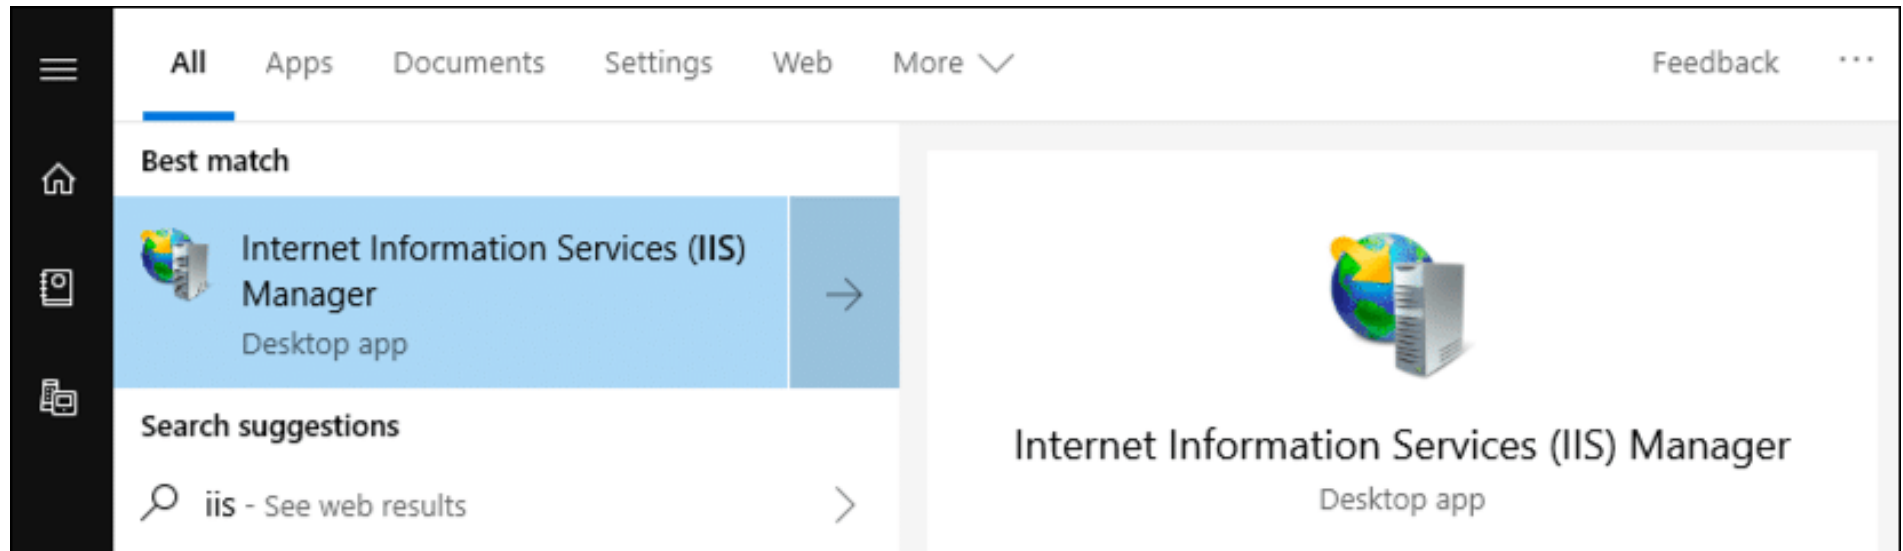 All Apps Documents Settings Web More Feedback ...
Best match
Internet Information Services (IIS)
Manager
Desktop app
Search suggestions
iis - See web results
Internet Information Services (IIS) Manager
Desktop app